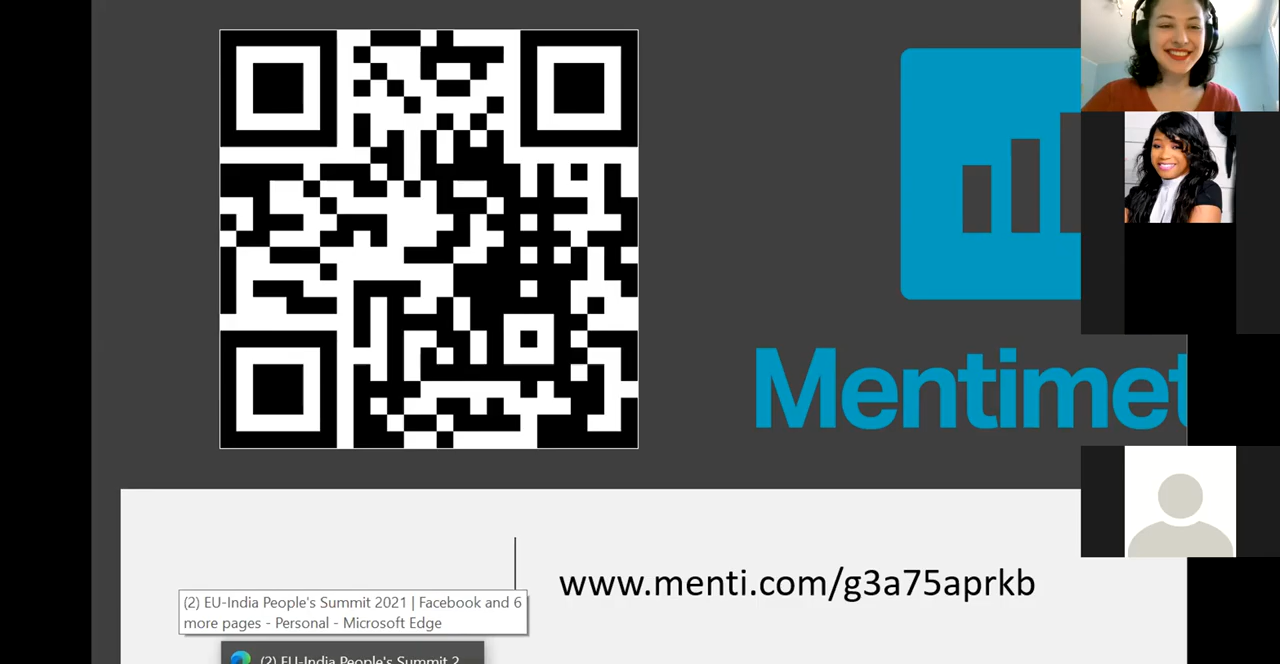 Mentimet
www.menti.com/g3a75aprkb
(2) EU-India People's Summit 2021 | Facebook and 6
more pages - Personal - Microsoft Edge
(2) EU-India People's Summit 2